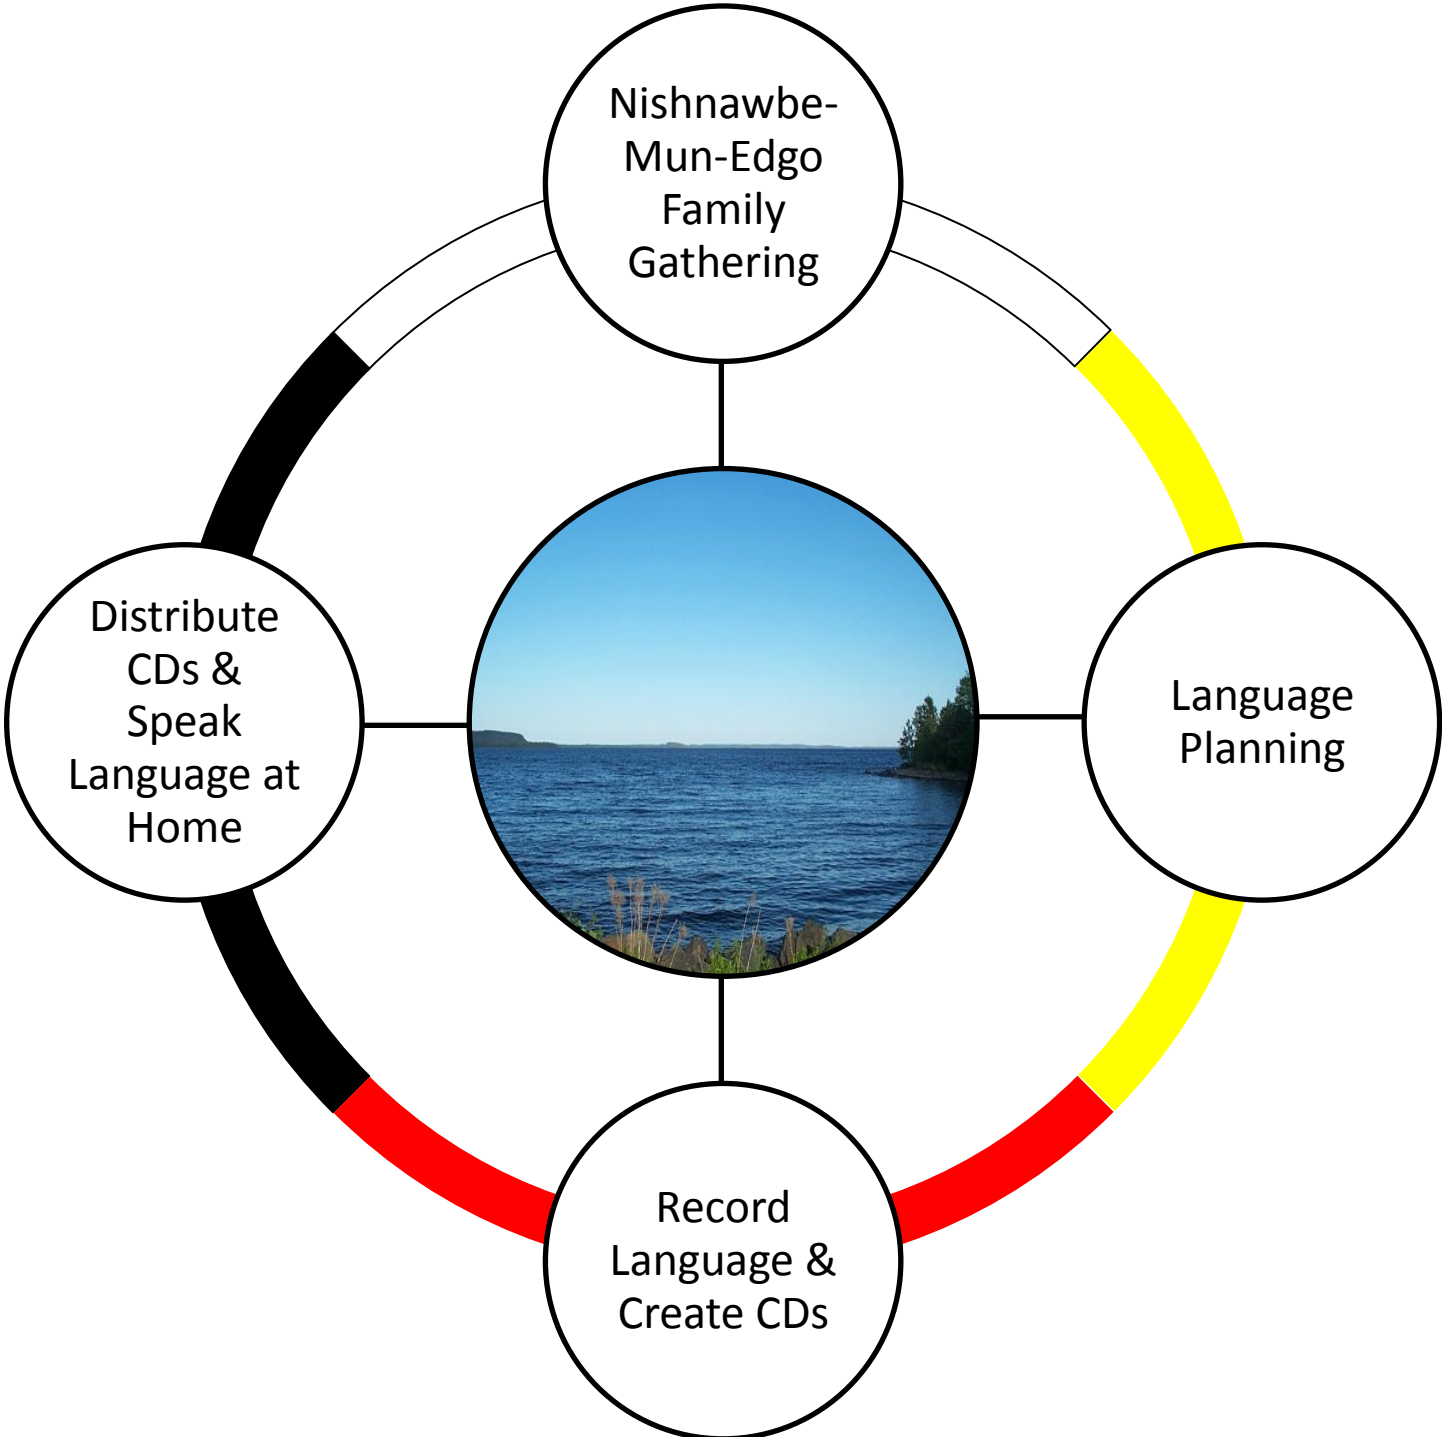 Nishnawbe-
Mun-Edgo
Family
Gathering
Distribute
CDs &
Speak
Language at
Home
Language
Planning
Record
Language &
Create CDs